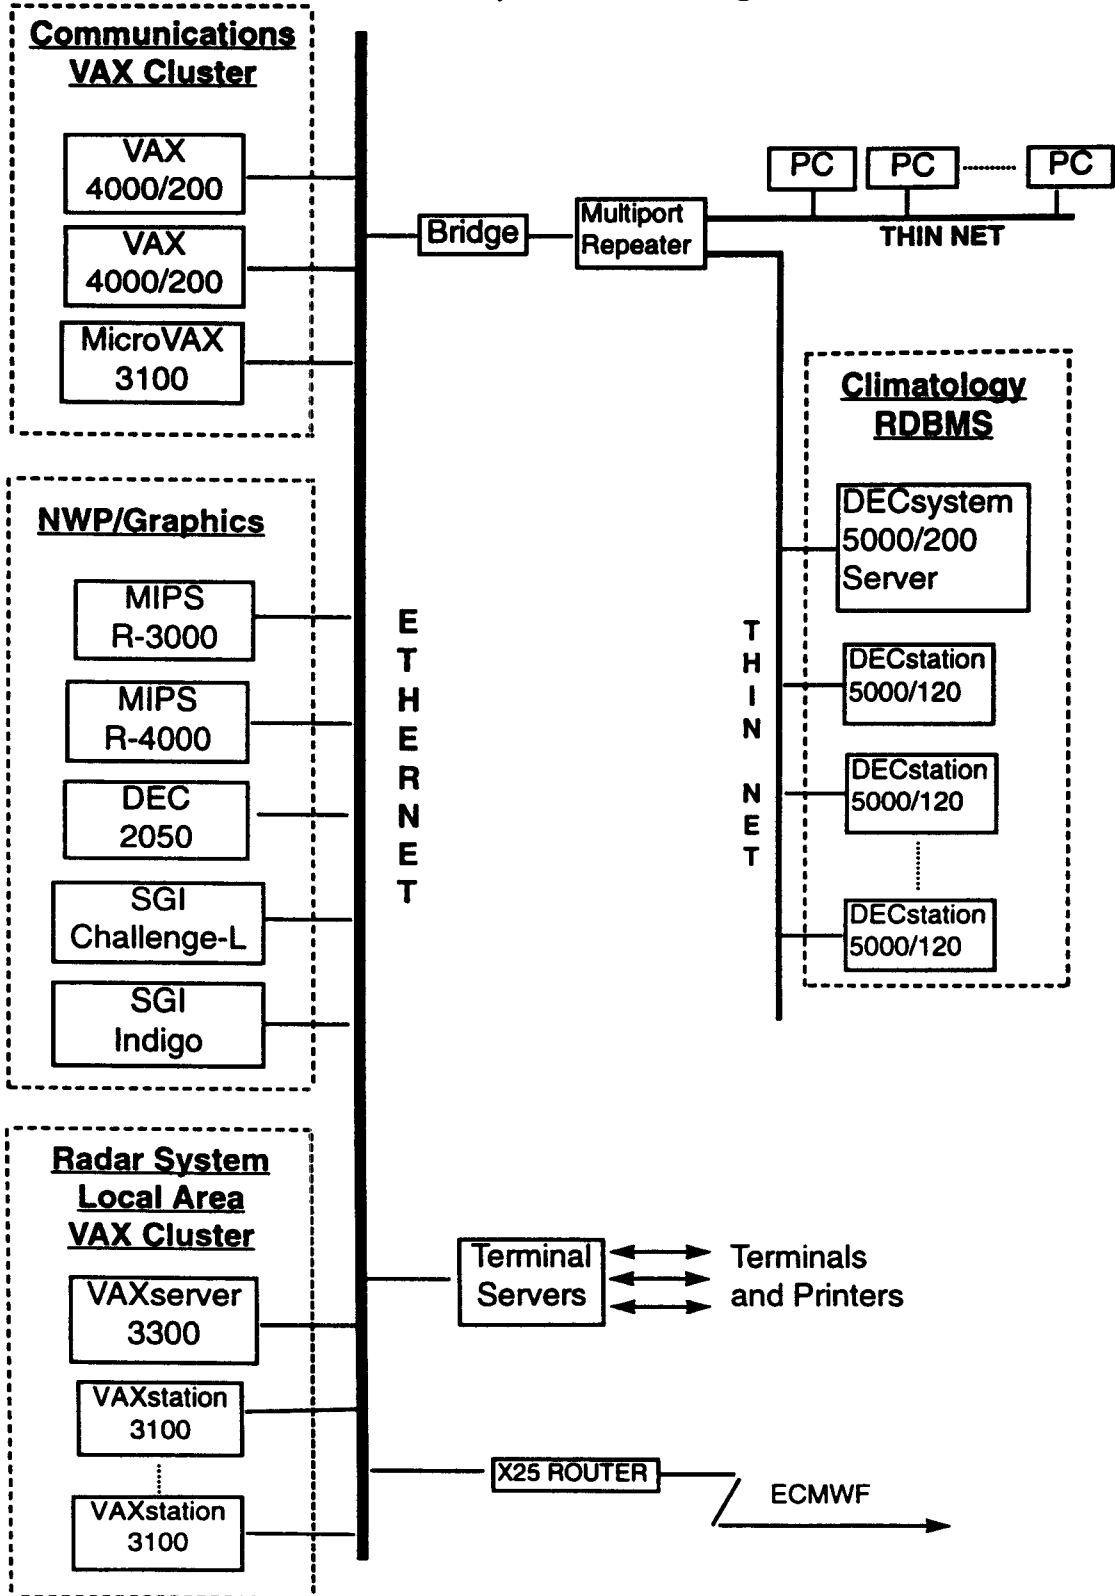 Communications
VAX Cluster
VAX
4000/200
VAX
4000/200
MicroVAX
3100
Bridge
Multiport
Repeater
PC
PC
PC
THIN NET
Climatology
RDBMS
DECsystem
5000/200
Server
DECstation
5000/120
DECstation
5000/120
DECstation
5000/120
THIN NET
NWP/Graphics
MIPS
R-3000
MIPS
R-4000
DEC
2050
SGI
Challenge-L
SGI
Indigo
ETHERNET
Radar System
Local Area
VAX Cluster
VAXserver
3300
VAXstation
3100
VAXstation
3100
Terminal
Servers
Terminals
and Printers
X25 ROUTER
ECMWF